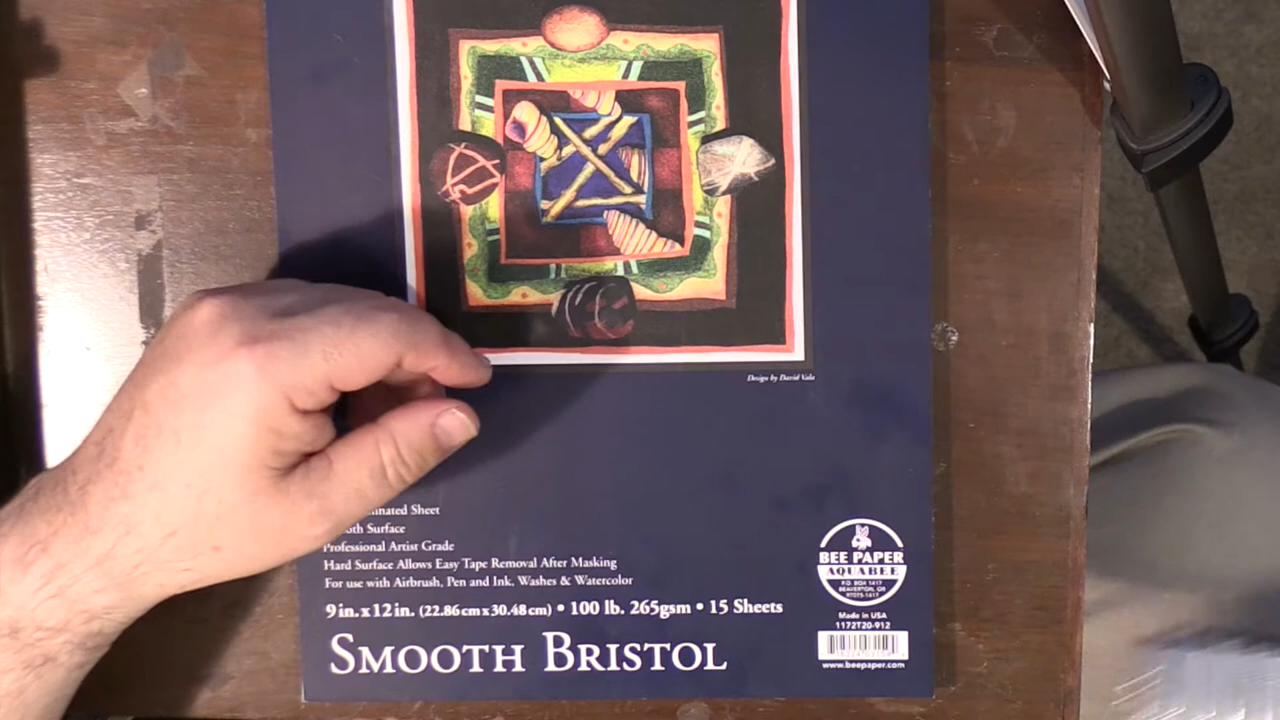 Design by David Vala
inated Sheet
oth Surface
Professional Artist Grade
Hard Surface Allows Easy Tape Removal After Masking
For use with Airbrush, Pen and Ink, Washes & Watercolor
9 in. x 12 in. (22.86 cm x 30.48 cm) • 100 lb. 265gsm • 15 Sheets
SMOOTH BRISTOL
BEE PAPER
AQUABEE
P.O. BOX 1417
BEAVERTON, OR
97075-1417
Made in USA
1172T20-912
www.beepaper.com